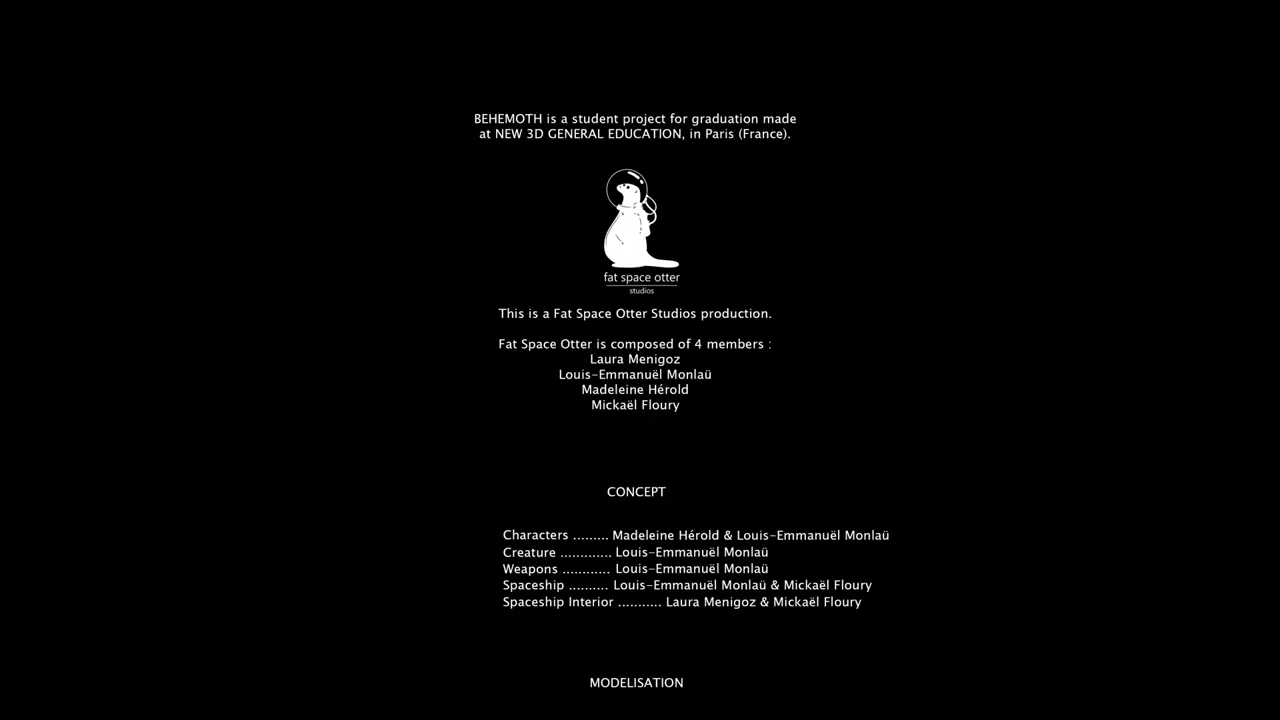 BEHEMOTH is a student project for graduation made
at NEW 3D GENERAL EDUCATION, in Paris (France).
fat space otter
studios
This is a Fat Space Otter Studios production.
Fat Space Otter is composed of 4 members :
Laura Menigoz
Louis-Emmanuël Monlaü
Madeleine Hérold
Mickaël Floury
CONCEPT
Characters ......... Madeleine Hérold & Louis-Emmanuël Monlaü
Creature ............. Louis-Emmanuël Monlaü
Weapons ............ Louis-Emmanuël Monlaü
Spaceship .......... Louis-Emmanuël Monlaü & Mickaël Floury
Spaceship Interior ........... Laura Menigoz & Mickaël Floury
MODELISATION